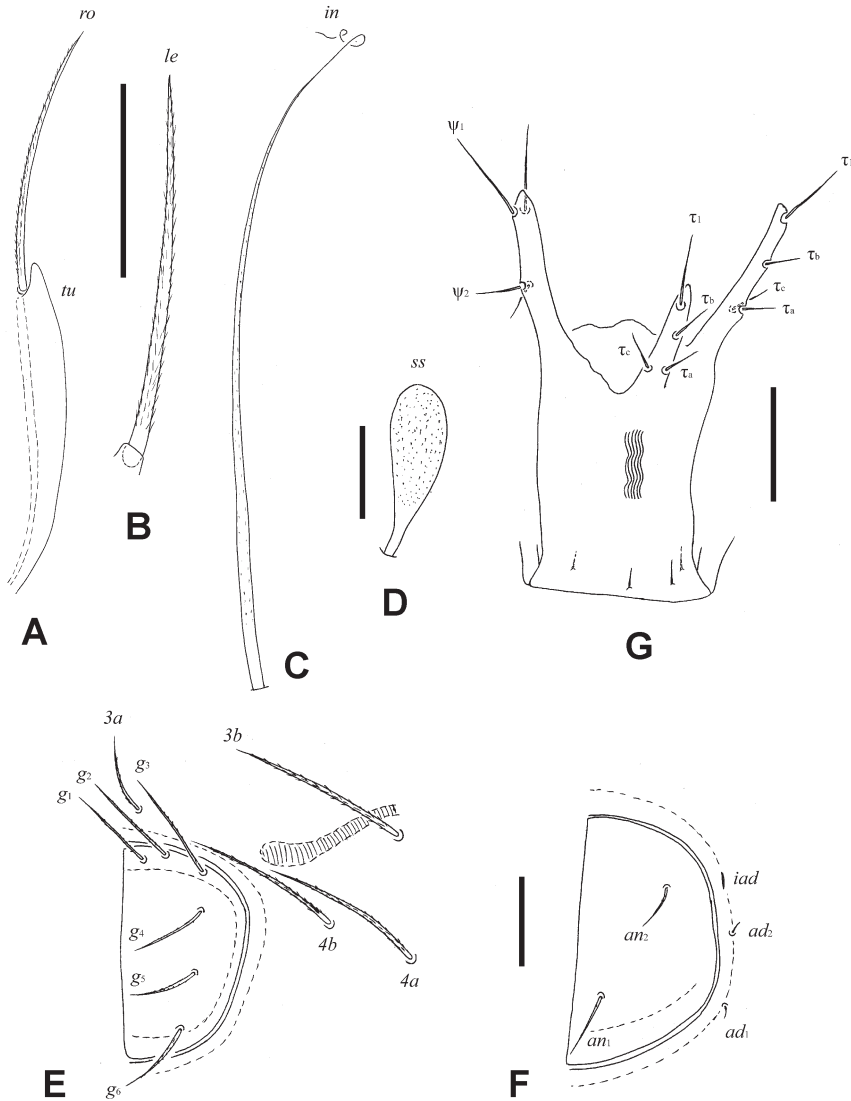 ro
le
in
tu
ss
A
B
C
D
ψ1
ψ2
τ1
τb
τc
τa
τ1
τb
τc
τa
G
3a
g1
g2
g3
3b
g4
g5
g6
4b
4a
E
iad
an2
ad2
an1
ad1
F